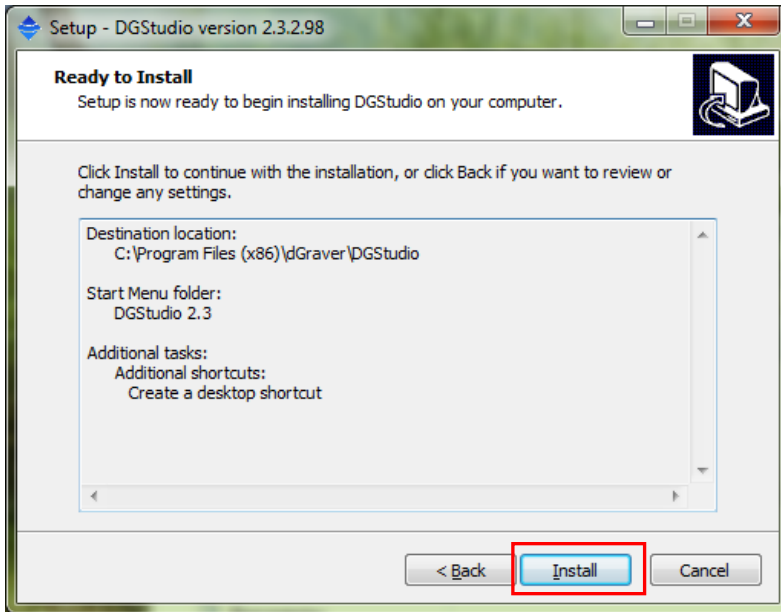 Setup - DGStudio version 2.3.2.98
Ready to Install
Setup is now ready to begin installing DGStudio on your computer.
Click Install to continue with the installation, or click Back if you want to review or
change any settings.
Destination location:
C:\Program Files (x86)\dGraver\DGStudio
Start Menu folder:
DGStudio 2.3
Additional tasks:
Additional shortcuts:
Create a desktop shortcut
< Back
Install
Cancel